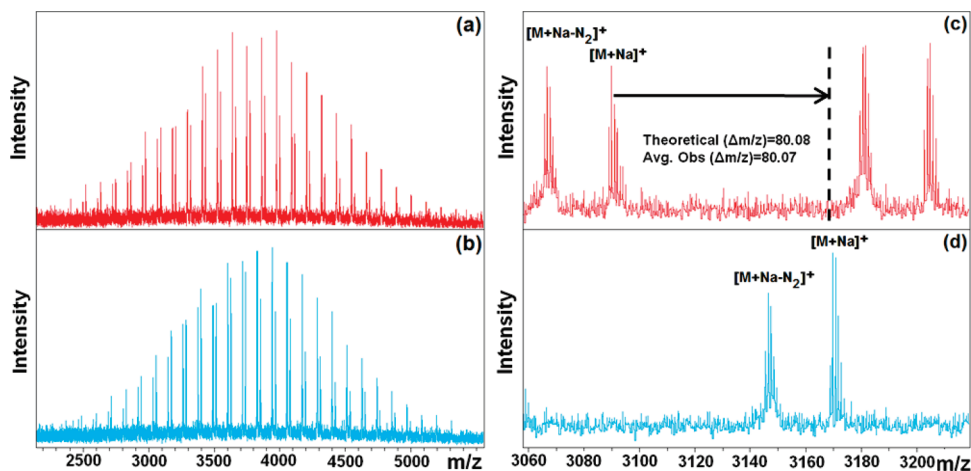 (a)
Intensity
(b)
Intensity
2500 3000 3500 4000 4500 5000 m/z
(c)
[M+Na-N₂]⁺
[M+Na]⁺
Theoretical (Δm/z)=80.08
Avg. Obs (Δm/z)=80.07
Intensity
(d)
[M+Na]⁺
[M+Na-N₂]⁺
Intensity
3060 3080 3100 3120 3140 3160 3180 3200 m/z